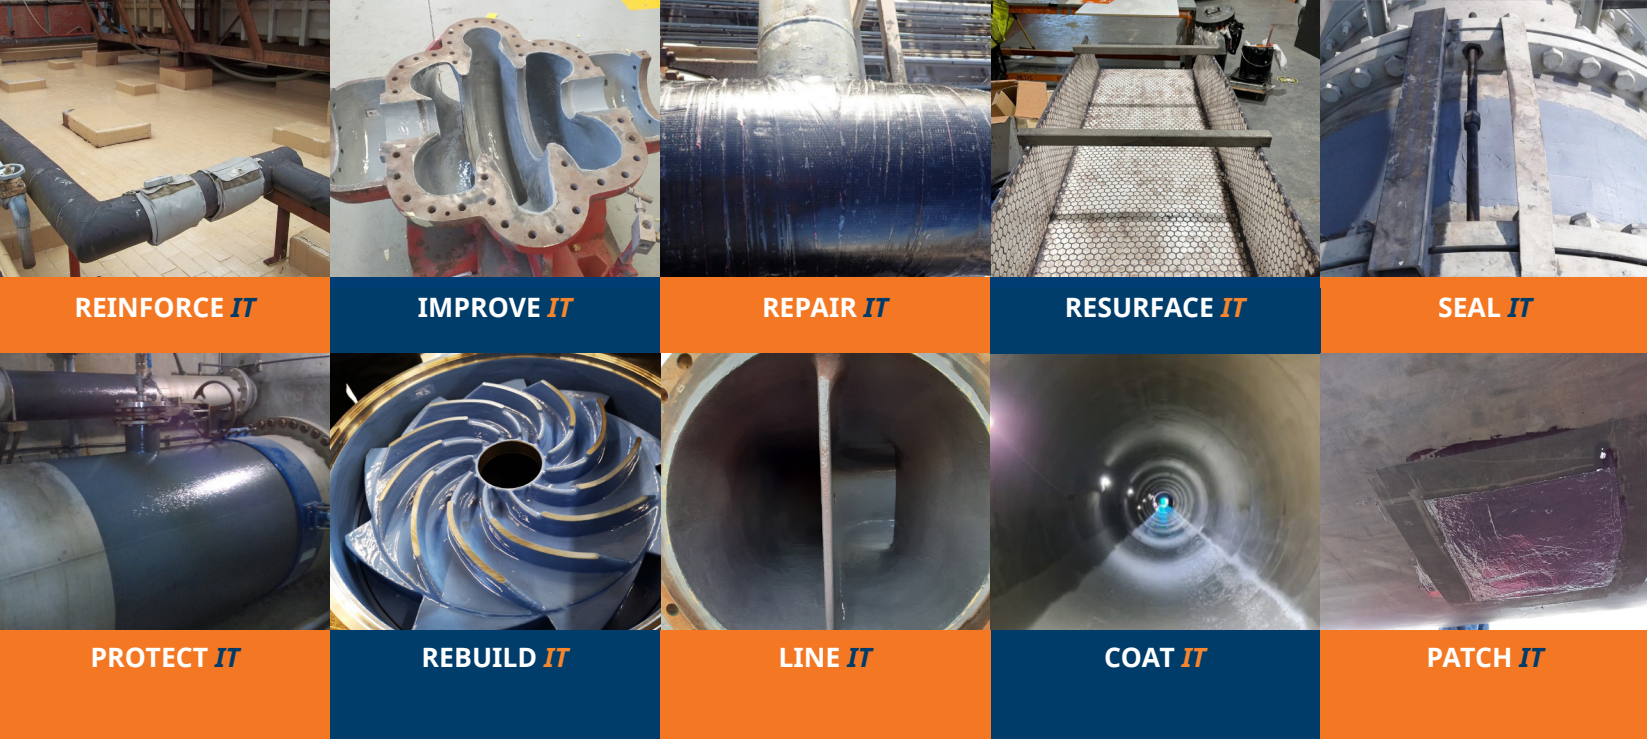 REINFORCE IT
IMPROVE IT
REPAIR IT
RESURFACE IT
SEAL IT
PROTECT IT
REBUILD IT
LINE IT
COAT IT
PATCH IT